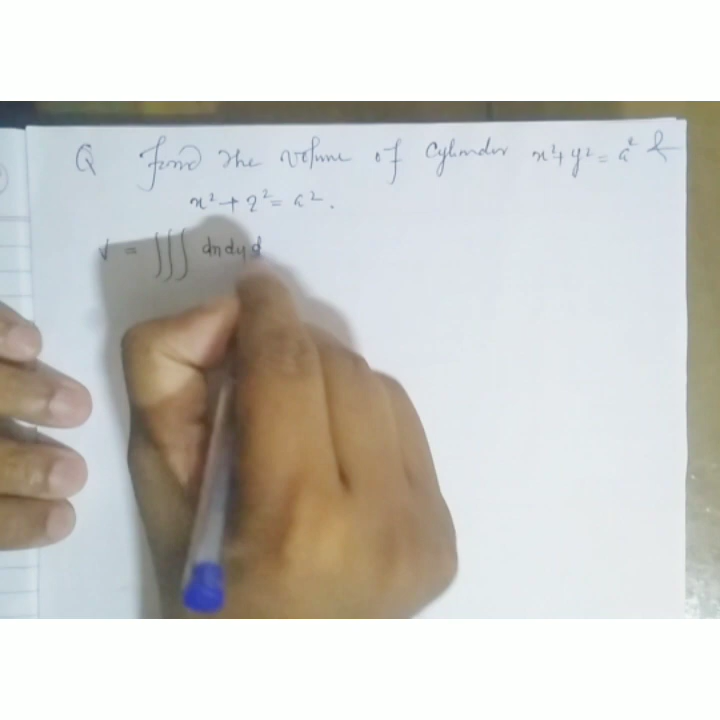 Q Find the volume of Cylinder x²+y²= a² &
x² + z² = a² .
V = ∭ dxdyd